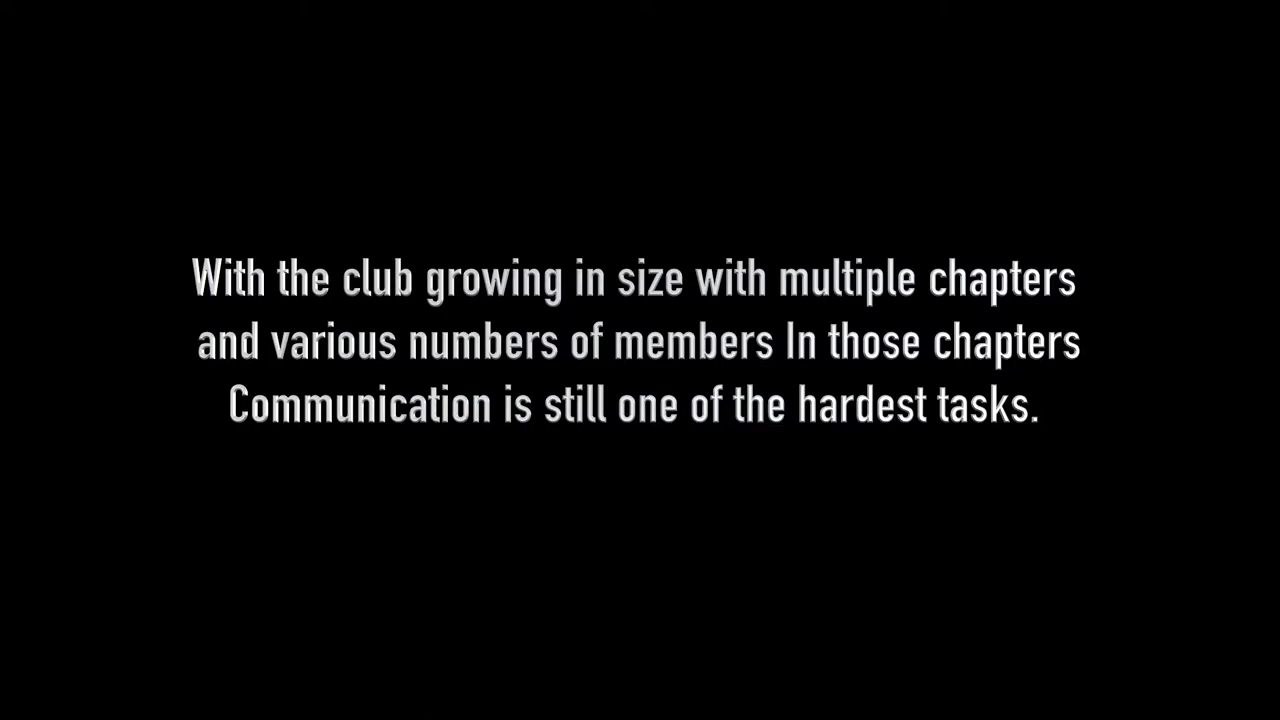 With the club growing in size with multiple chapters
and various numbers of members In those chapters
Communication is still one of the hardest tasks.